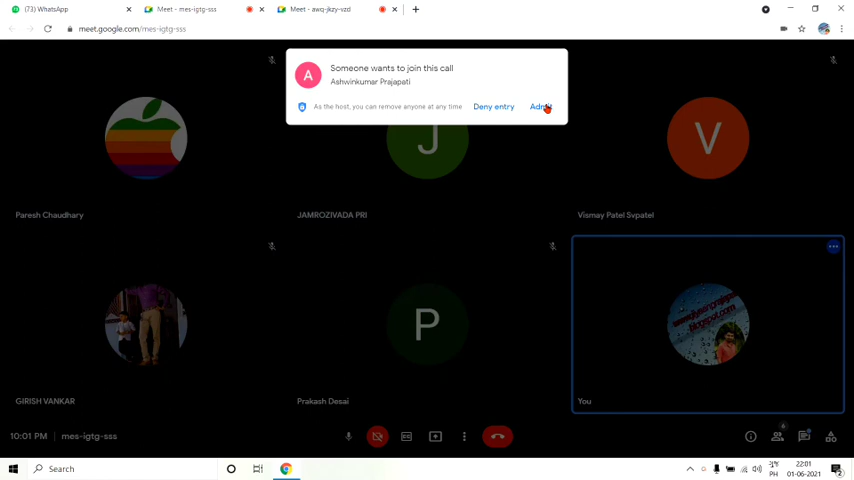 (73) WhatsApp
Meet - mes-igtg-sss
Meet - awq-jkzy-vzd
meet.google.com/mes-igtg-sss
A
Someone wants to join this call
Ashwinkumar Prajapati
As the host, you can remove anyone at any time
Deny entry
Admit
J
V
Paresh Chaudhary
JAMROZIVADA PRI
Vismay Patel Svpatel
P
GIRISH VANKAR
Prakash Desai
You
10:01 PM | mes-igtg-sss
6
Search
22:01
PH
01-06-2021
2